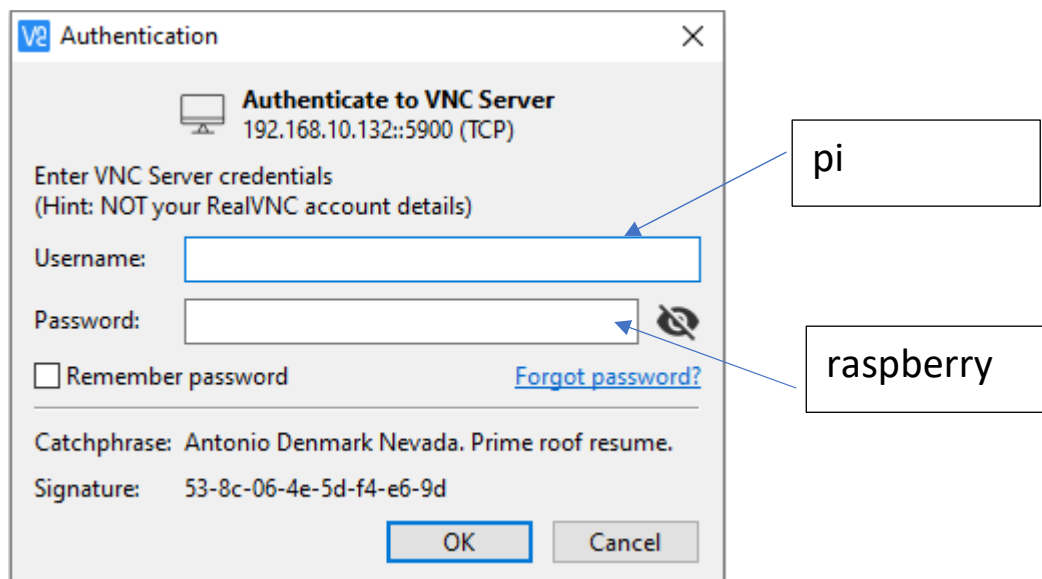 V2 Authentication
Authenticate to VNC Server
192.168.10.132::5900 (TCP)
Enter VNC Server credentials
(Hint: NOT your RealVNC account details)
Username:
Password:
Remember password Forgot password?
Catchphrase: Antonio Denmark Nevada. Prime roof resume.
Signature: 53-8c-06-4e-5d-f4-e6-9d
OK Cancel
pi
raspberry